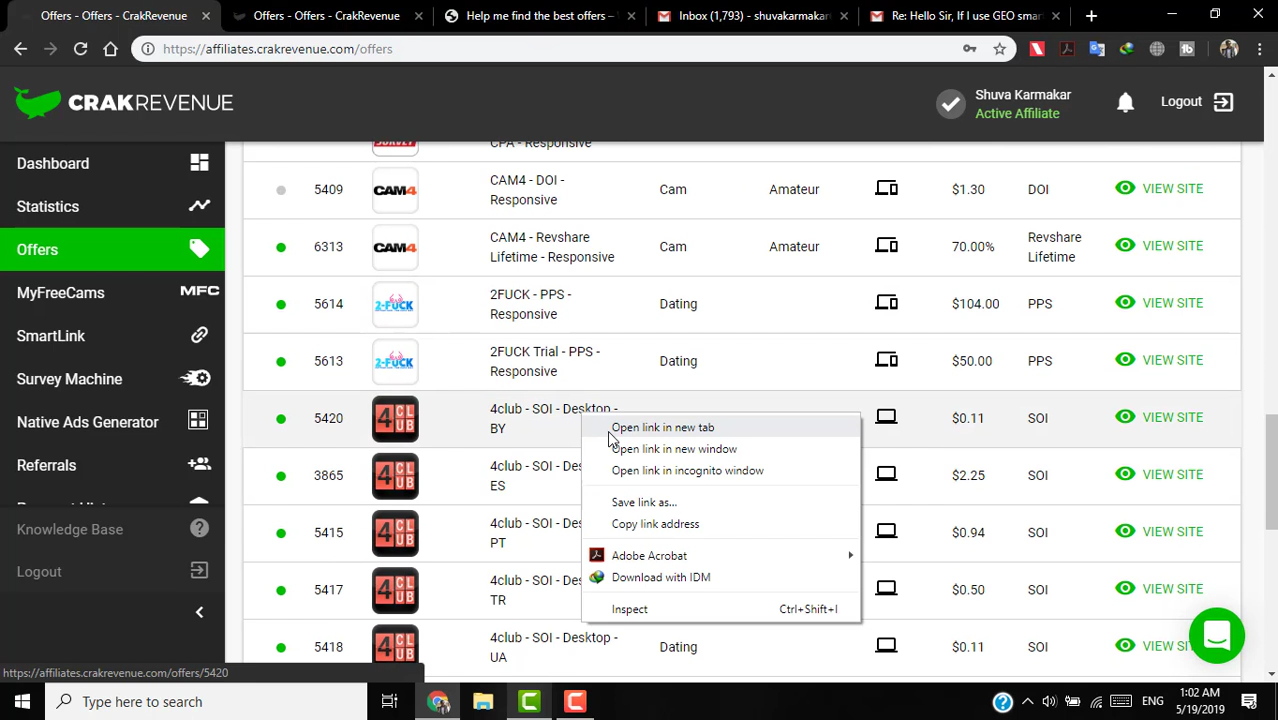 Offers - Offers - CrakRevenue
Offers - Offers - CrakRevenue
Help me find the best offers –
Inbox (1,793) - shuvakarmakar
Re: Hello Sir, If I use GEO smar
https://affiliates.crakrevenue.com/offers
CRAKREVENUE
Shuva Karmakar
Active Affiliate
Logout
Dashboard
Statistics
Offers
MyFreeCams MFC
SmartLink
Survey Machine
Native Ads Generator
Referrals
Knowledge Base
Logout
SURVEY
CPA - Responsive
5409 CAM4 CAM4 - DOI - Responsive Cam Amateur $1.30 DOI VIEW SITE
6313 CAM4 CAM4 - Revshare Lifetime - Responsive Cam Amateur 70.00% Revshare Lifetime VIEW SITE
5614 2-FUCK 2FUCK - PPS - Responsive Dating $104.00 PPS VIEW SITE
5613 2-FUCK 2FUCK Trial - PPS - Responsive Dating $50.00 PPS VIEW SITE
5420 4CLUB 4club - SOI - Desktop - BY $0.11 SOI VIEW SITE
3865 4CLUB 4club - SOI - De ES $2.25 SOI VIEW SITE
5415 4CLUB 4club - SOI - De PT $0.94 SOI VIEW SITE
5417 4CLUB 4club - SOI - De TR $0.50 SOI VIEW SITE
5418 4CLUB 4club - SOI - Desktop - UA Dating $0.11 SOI VIEW SITE
Open link in new tab
Open link in new window
Open link in incognito window
Save link as...
Copy link address
Adobe Acrobat
Download with IDM
Inspect Ctrl+Shift+I
https://affiliates.crakrevenue.com/offers/5420
Type here to search
ENG
1:02 AM
5/19/2019